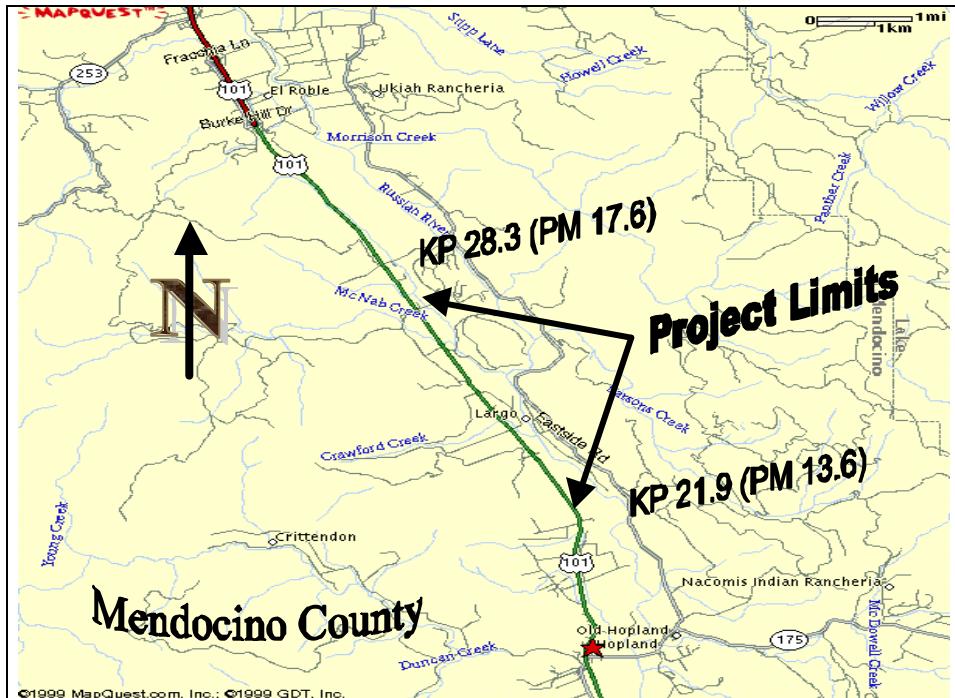 MAPQUEST
0 1mi
1km
Stipp Lane
Howell Creek
Willow Creek
Fracchia Ln
253
101
El Roble
Ukiah Rancheria
Burke Hill Dr
Morrison Creek
Panther Creek
101
Russian River
KP 28.3 (PM 17.6)
N
Mc Nab Creek
Project Limits
Mendocino
Lake
Parsons Creek
Largo
Eastside Rd
Crawford Creek
KP 21.9 (PM 13.6)
Young Creek
Crittendon
101
Nacomis Indian Rancheria
Mendocino County
Old Hopland
Hopland
175
Mc Dowell Creek
Duncan Creek
©1999 MapQuest.com, Inc.; ©1999 GDT, Inc.